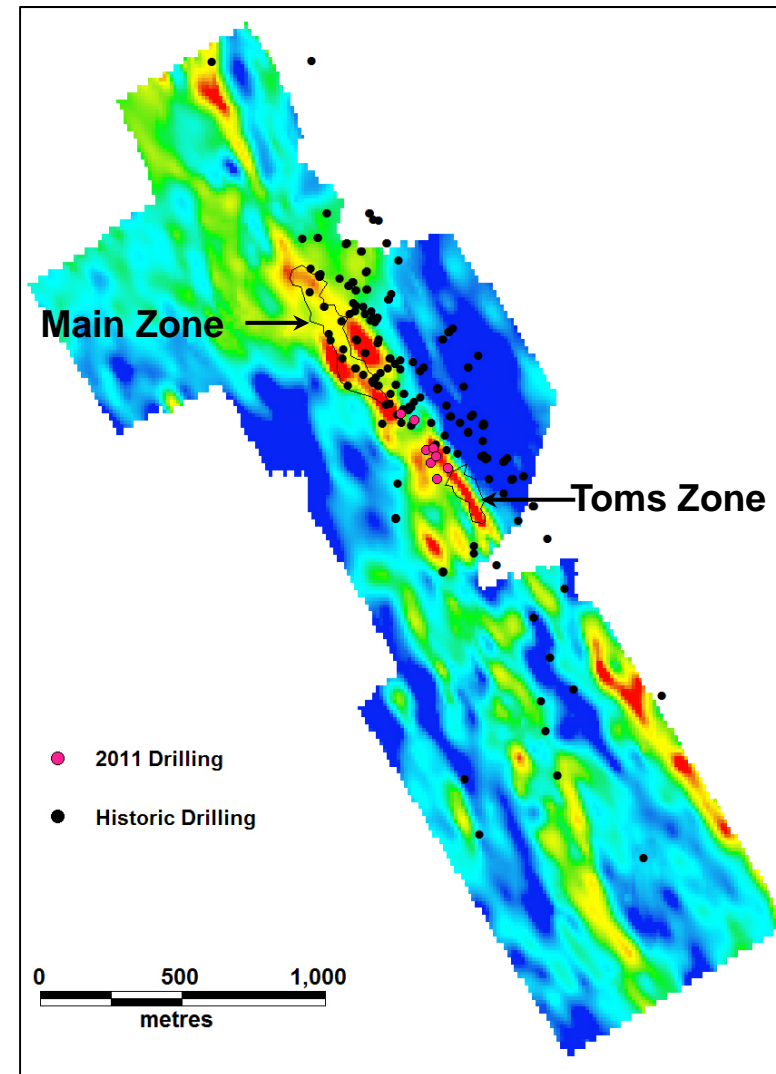 Main Zone
Toms Zone
2011 Drilling
Historic Drilling
0 500 1,000
metres